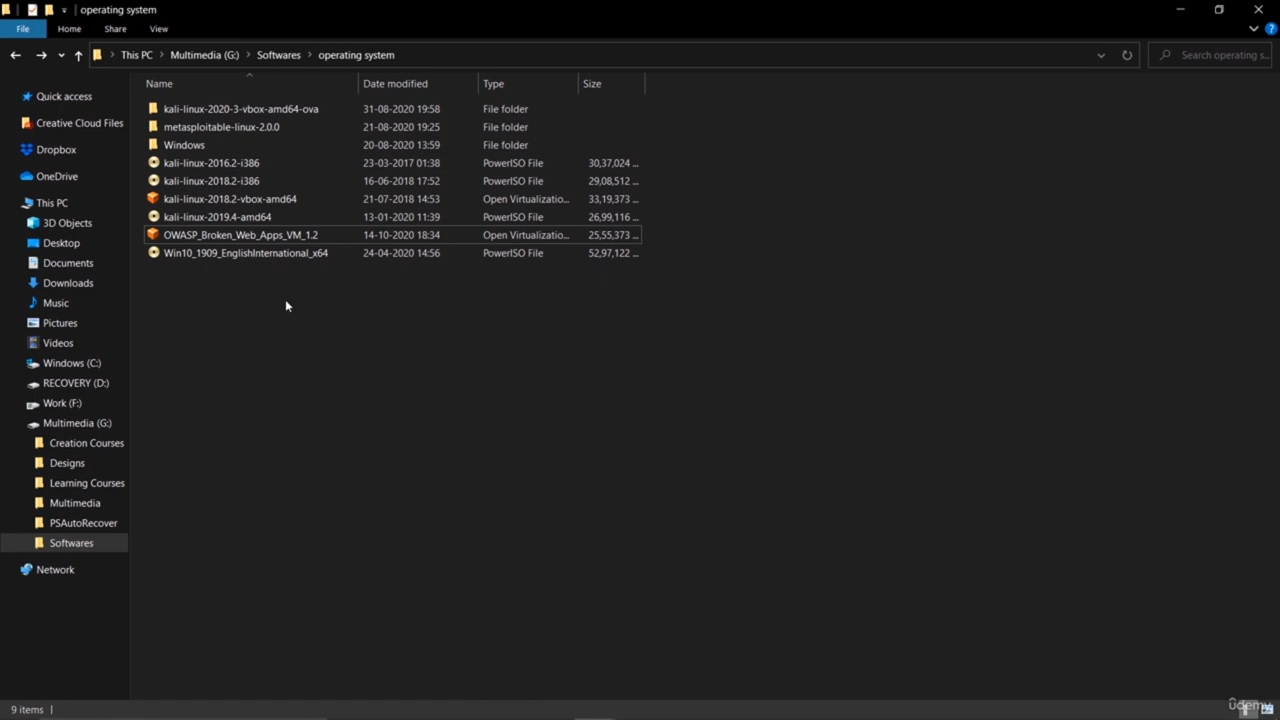 operating system
File Home Share View
This PC Multimedia (G:) Softwares operating system Search operating s...
Name Date modified Type Size
Quick access
Creative Cloud Files
Dropbox
OneDrive
This PC
3D Objects
Desktop
Documents
Downloads
Music
Pictures
Videos
Windows (C:)
RECOVERY (D:)
Work (F:)
Multimedia (G:)
Creation Courses
Designs
Learning Courses
Multimedia
PSAutoRecover
Softwares
Network
kali-linux-2020-3-vbox-amd64-ova 31-08-2020 19:58 File folder
metasploitable-linux-2.0.0 21-08-2020 19:25 File folder
Windows 20-08-2020 13:59 File folder
kali-linux-2016.2-i386 23-03-2017 01:38 PowerISO File 30,37,024 ...
kali-linux-2018.2-i386 16-06-2018 17:52 PowerISO File 29,08,512 ...
kali-linux-2018.2-vbox-amd64 21-07-2018 14:53 Open Virtualizatio... 33,19,373 ...
kali-linux-2019.4-amd64 13-01-2020 11:39 PowerISO File 26,99,116 ...
OWASP_Broken_Web_Apps_VM_1.2 14-10-2020 18:34 Open Virtualizatio... 25,55,373 ...
Win10_1909_EnglishInternational_x64 24-04-2020 14:56 PowerISO File 52,97,122 ...
9 items
ûdemy